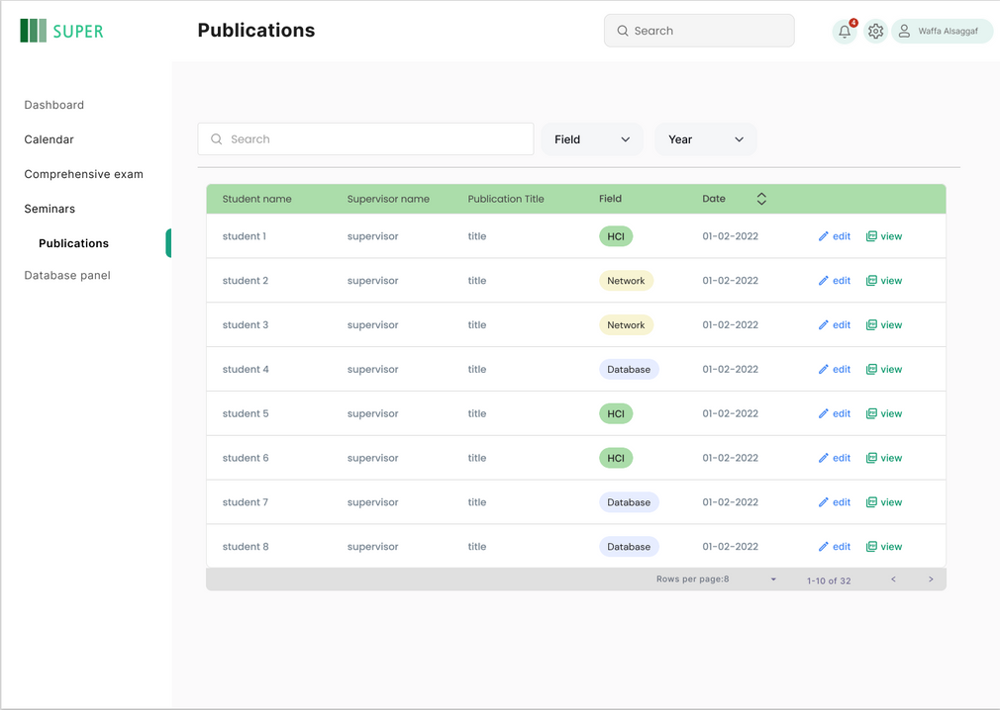 SUPER
Publications
Search
4
Waffa Alsaggaf
Dashboard
Calendar
Comprehensive exam
Seminars
Publications
Database panel
Search
Field
Year
Student name Supervisor name Publication Title Field Date
student 1 supervisor title HCI 01-02-2022 edit view
student 2 supervisor title Network 01-02-2022 edit view
student 3 supervisor title Network 01-02-2022 edit view
student 4 supervisor title Database 01-02-2022 edit view
student 5 supervisor title HCI 01-02-2022 edit view
student 6 supervisor title HCI 01-02-2022 edit view
student 7 supervisor title Database 01-02-2022 edit view
student 8 supervisor title Database 01-02-2022 edit view
Rows per page:8 1-10 of 32 < >